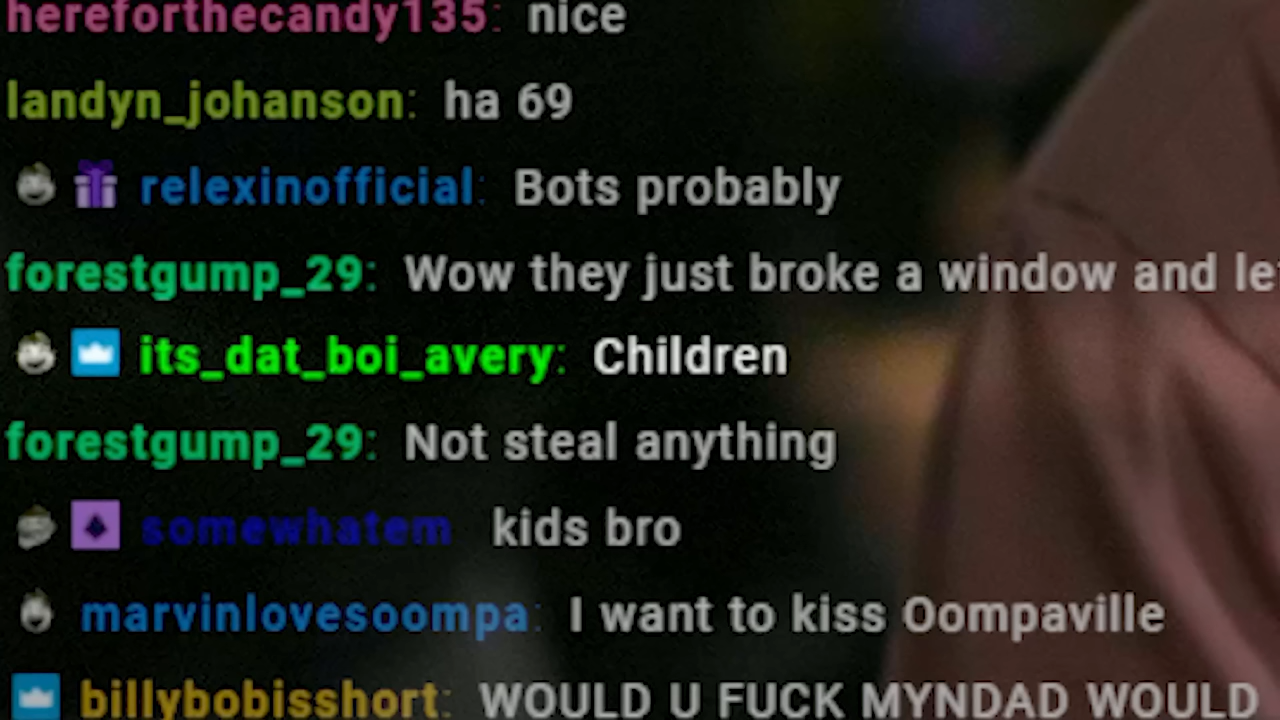 hereforthecandy135: nice
landyn_johanson: ha 69
relexinofficial: Bots probably
forestgump_29: Wow they just broke a window and
its_dat_boi_avery: Children
forestgump_29: Not steal anything
somewhatem kids bro
marvinlovesoompa: I want to kiss Oompaville
billybobisshort: WOULD U FUCK MYNDAD WOULD